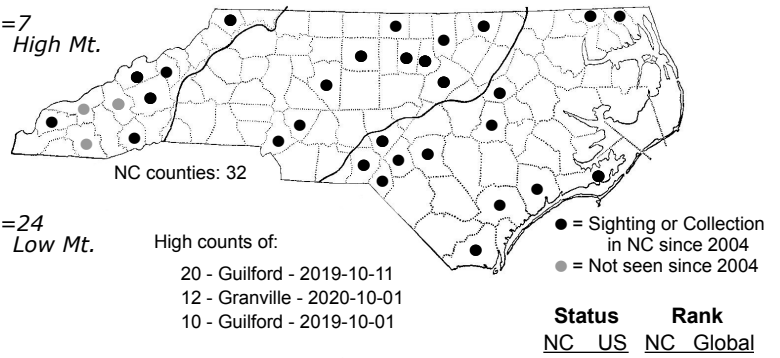 =7
High Mt.
NC counties: 32
=24
Low Mt.
High counts of:
20 - Guilford - 2019-10-11
12 - Granville - 2020-10-01
10 - Guilford - 2019-10-01
= Sighting or Collection
in NC since 2004
= Not seen since 2004
Status Rank
NC US NC Global